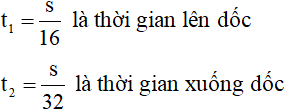 t₁ = s/16 là thời gian lên dốc
t₂ = s/32 là thời gian xuống dốc